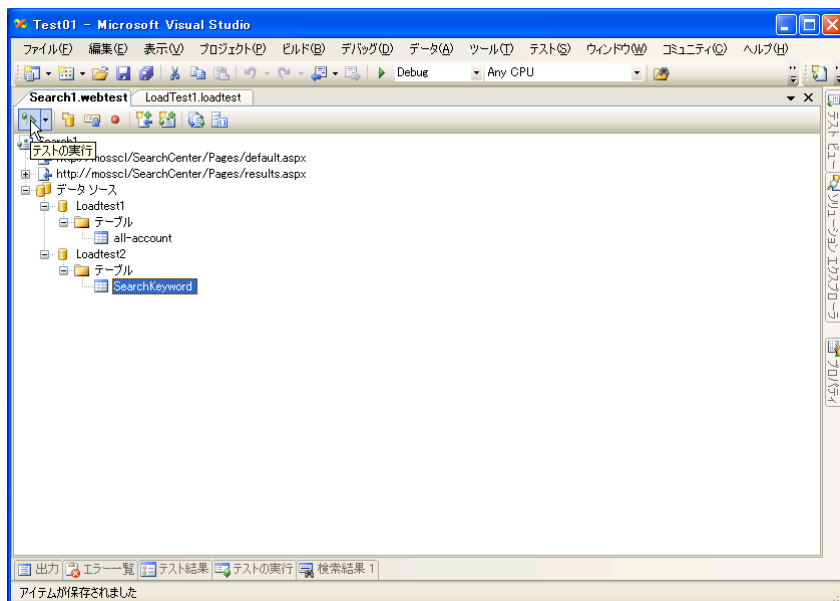 Test01 - Microsoft Visual Studio
ファイル(F) 編集(E) 表示(V) プロジェクト(P) ビルド(B) デバッグ(D) データ(A) ツール(T) テスト(S) ウィンドウ(W) コミュニティ(C) ヘルプ(H)
Debug Any CPU
Search1.webtest LoadTest1.loadtest
Search1
テストの実行
http://mosscl/SearchCenter/Pages/default.aspx
http://mosscl/SearchCenter/Pages/results.aspx
データ ソース
Loadtest1
テーブル
all-account
Loadtest2
テーブル
SearchKeyword
テスト ビュー
ソリューション エクスプローラ
プロパティ
出力 エラー一覧 テスト結果 テストの実行 検索結果 1
アイテムが保存されました